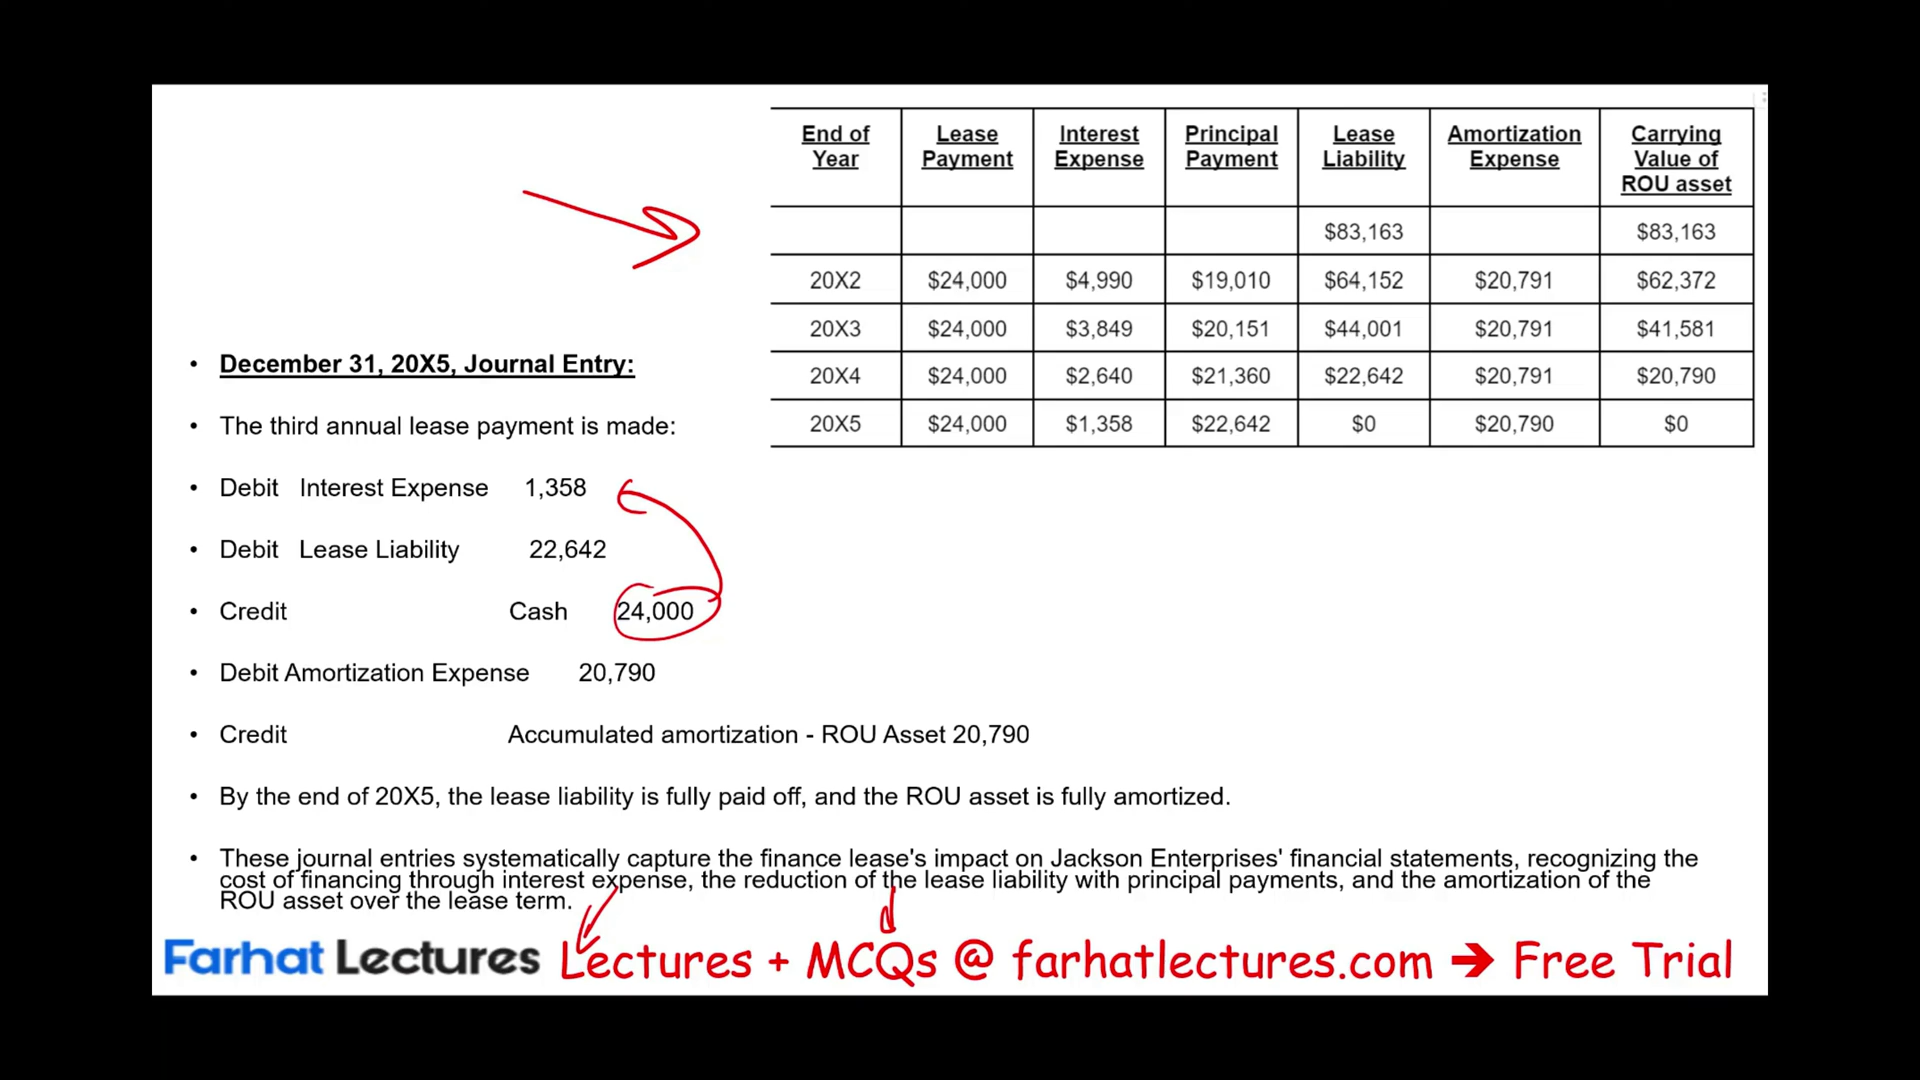 End of Year | Lease Payment | Interest Expense | Principal Payment | Lease Liability | Amortization Expense | Carrying Value of ROU asset
$83,163 | $83,163
20X2 | $24,000 | $4,990 | $19,010 | $64,152 | $20,791 | $62,372
20X3 | $24,000 | $3,849 | $20,151 | $44,001 | $20,791 | $41,581
20X4 | $24,000 | $2,640 | $21,360 | $22,642 | $20,791 | $20,790
20X5 | $24,000 | $1,358 | $22,642 | $0 | $20,790 | $0
• December 31, 20X5, Journal Entry:
• The third annual lease payment is made:
• Debit Interest Expense 1,358
• Debit Lease Liability 22,642
• Credit Cash 24,000
• Debit Amortization Expense 20,790
• Credit Accumulated amortization - ROU Asset 20,790
• By the end of 20X5, the lease liability is fully paid off, and the ROU asset is fully amortized.
• These journal entries systematically capture the finance lease's impact on Jackson Enterprises' financial statements, recognizing the
cost of financing through interest expense, the reduction of the lease liability with principal payments, and the amortization of the
ROU asset over the lease term.
Farhat Lectures Lectures + MCQs @ farhatlectures.com → Free Trial